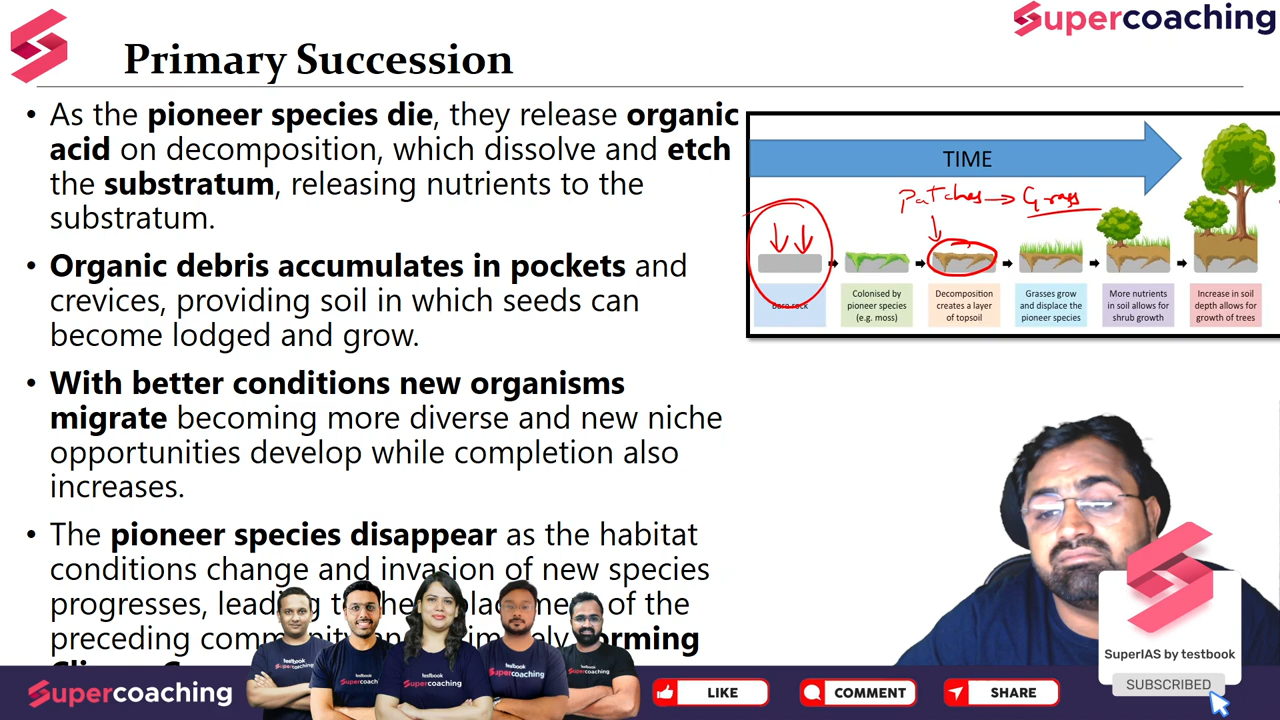 Supercoaching
Primary Succession
• As the pioneer species die, they release organic
acid on decomposition, which dissolve and etch
the substratum, releasing nutrients to the
substratum.
• Organic debris accumulates in pockets and
crevices, providing soil in which seeds can
become lodged and grow.
• With better conditions new organisms
migrate becoming more diverse and new niche
opportunities develop while completion also
increases.
• The pioneer species disappear as the habitat
conditions change and invasion of new species
progresses, of the
preceding
TIME
Patches → Grass
Bare rock
Colonised by
pioneer species
(e.g. moss)
Decomposition
creates a layer
of topsoil
Grasses grow
and displace the
pioneer species
More nutrients
in soil allows for
shrub growth
Increase in soil
depth allows for
growth of trees
SuperIAS by testbook
SUBSCRIBED
Supercoaching
LIKE
COMMENT
SHARE